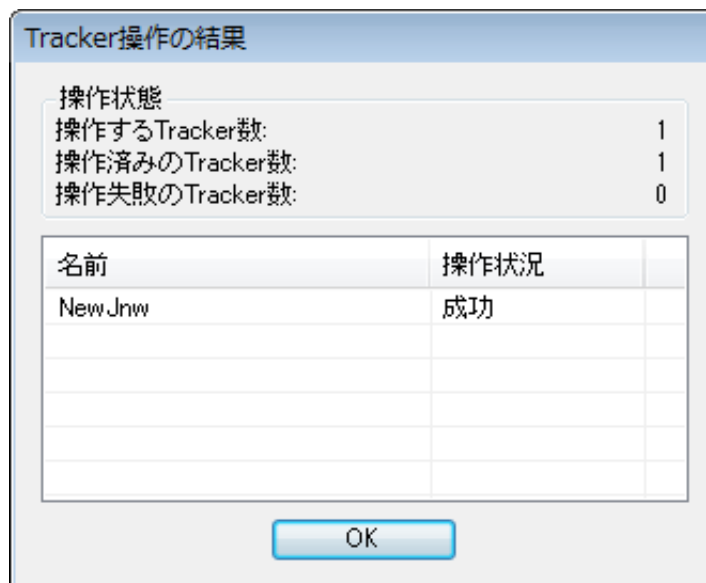 Tracker操作の結果
操作状態
操作するTracker数: 1
操作済みのTracker数: 1
操作失敗のTracker数: 0
名前 操作状況
NewJnw 成功
OK